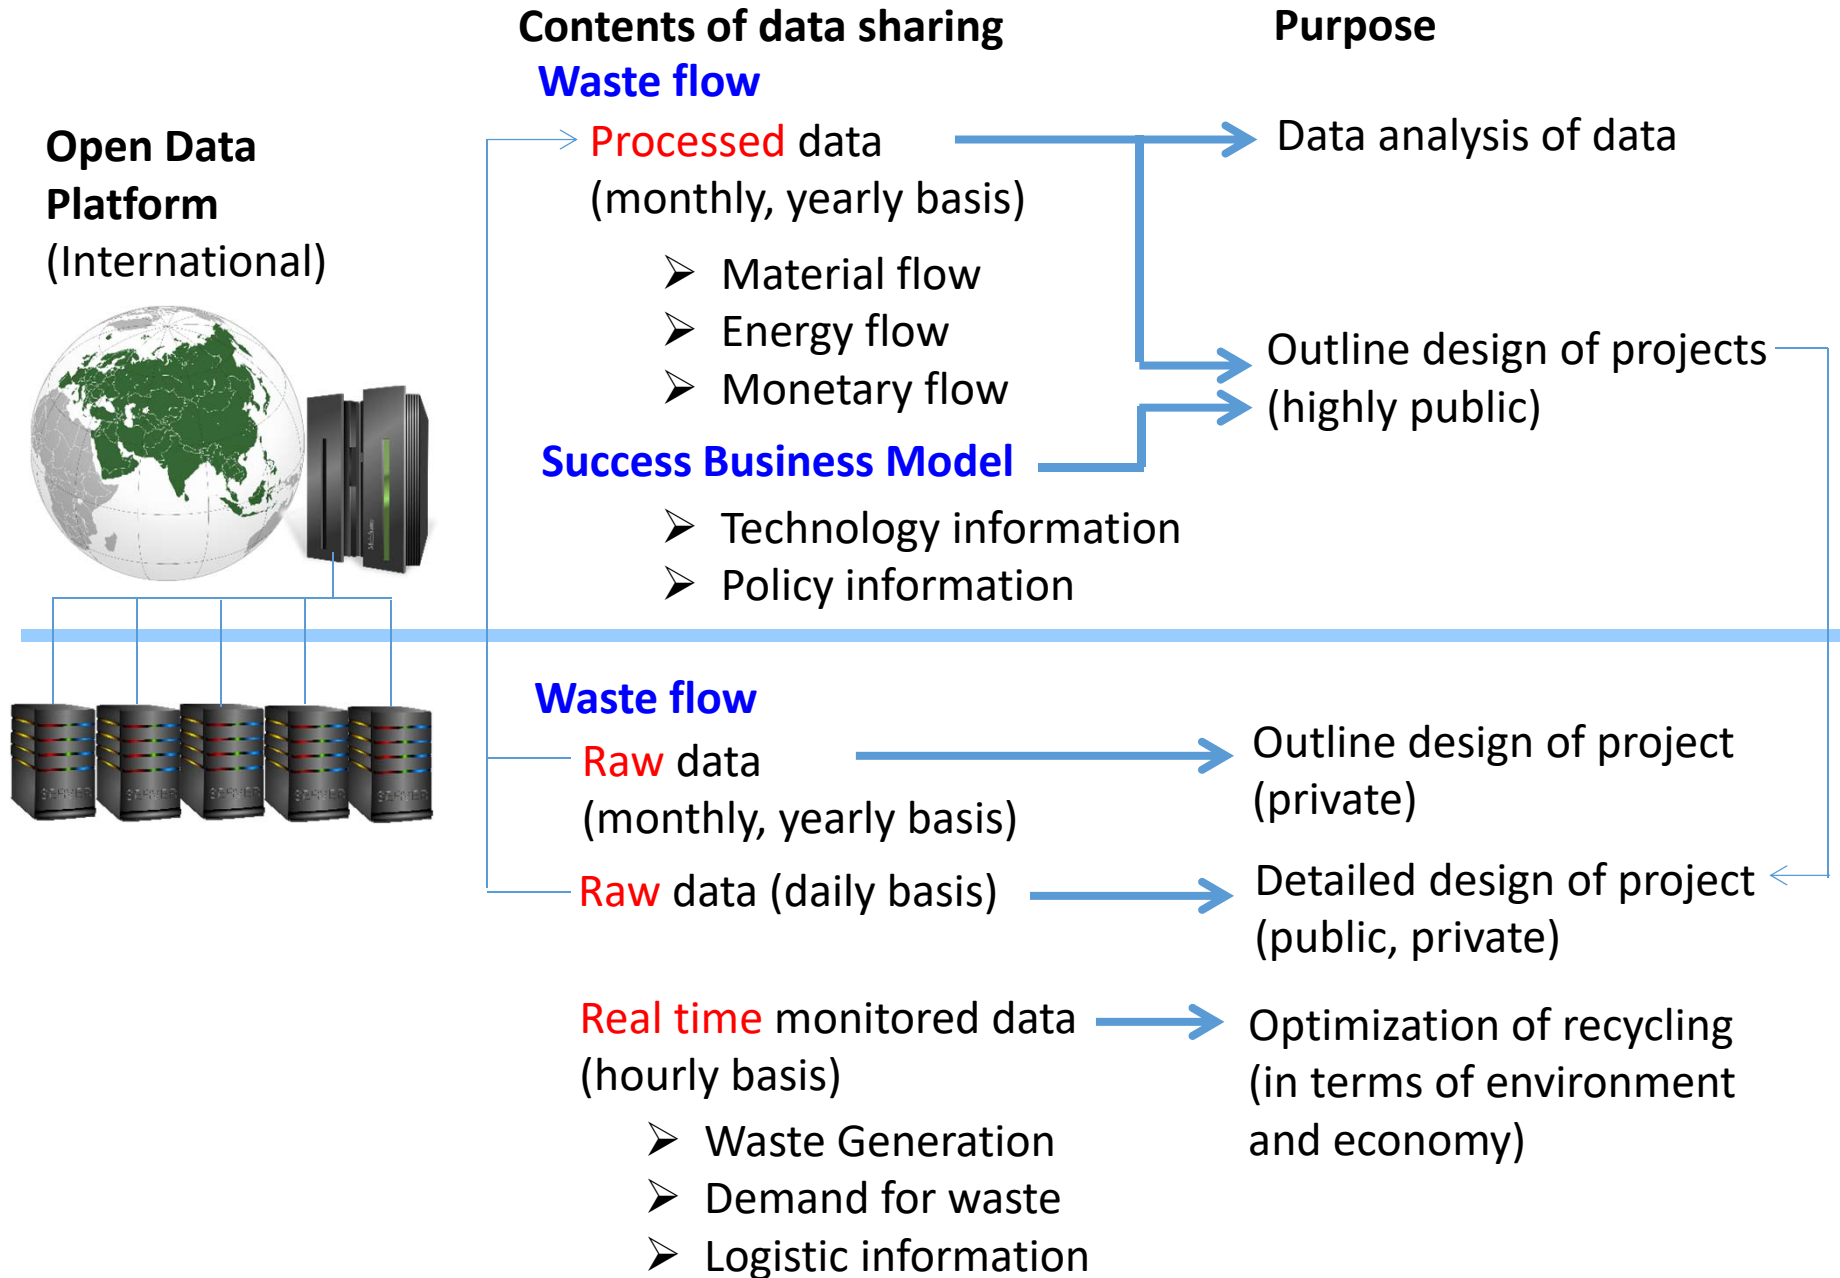 Contents of data sharing
Purpose
Waste flow
Open Data
Platform
(International)
Processed data
(monthly, yearly basis)
➢ Material flow
➢ Energy flow
➢ Monetary flow
Data analysis of data
Outline design of projects
(highly public)
Success Business Model
➢ Technology information
➢ Policy information
Waste flow
Raw data
(monthly, yearly basis)
Outline design of project
(private)
Raw data (daily basis)
Detailed design of project
(public, private)
Real time monitored data
(hourly basis)
Optimization of recycling
(in terms of environment
and economy)
➢ Waste Generation
➢ Demand for waste
➢ Logistic information